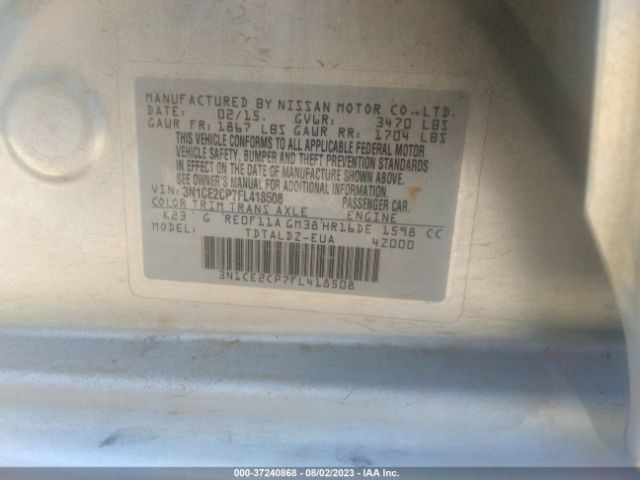 MANUFACTURED BY NISSAN MOTOR CO., LTD.
DATE: 02/15. GVWR: 3470 LBS
GAWR FR: 1867 LBS GAWR RR: 1704 LBS
THIS VEHICLE CONFORMS TO ALL APPLICABLE FEDERAL MOTOR
VEHICLE SAFETY, BUMPER AND THEFT PREVENTION STANDARDS
IN EFFECT ON THE DATE OF MANUFACTURE SHOWN ABOVE.
SEE OWNER'S MANUAL FOR ADDITIONAL INFORMATION.
VIN: 3N1CE2CP7FL418508 PASSENGER CAR.
COLOR TRIM TRANS AXLE ENGINE
K23 G RE0F11A GM38 HR16DE 1598 CC
MODEL: TDTALDZ-EUA 4Z000
3N1CE2CP7FL418508
000-37240868 - 08/02/2023 - IAA Inc.